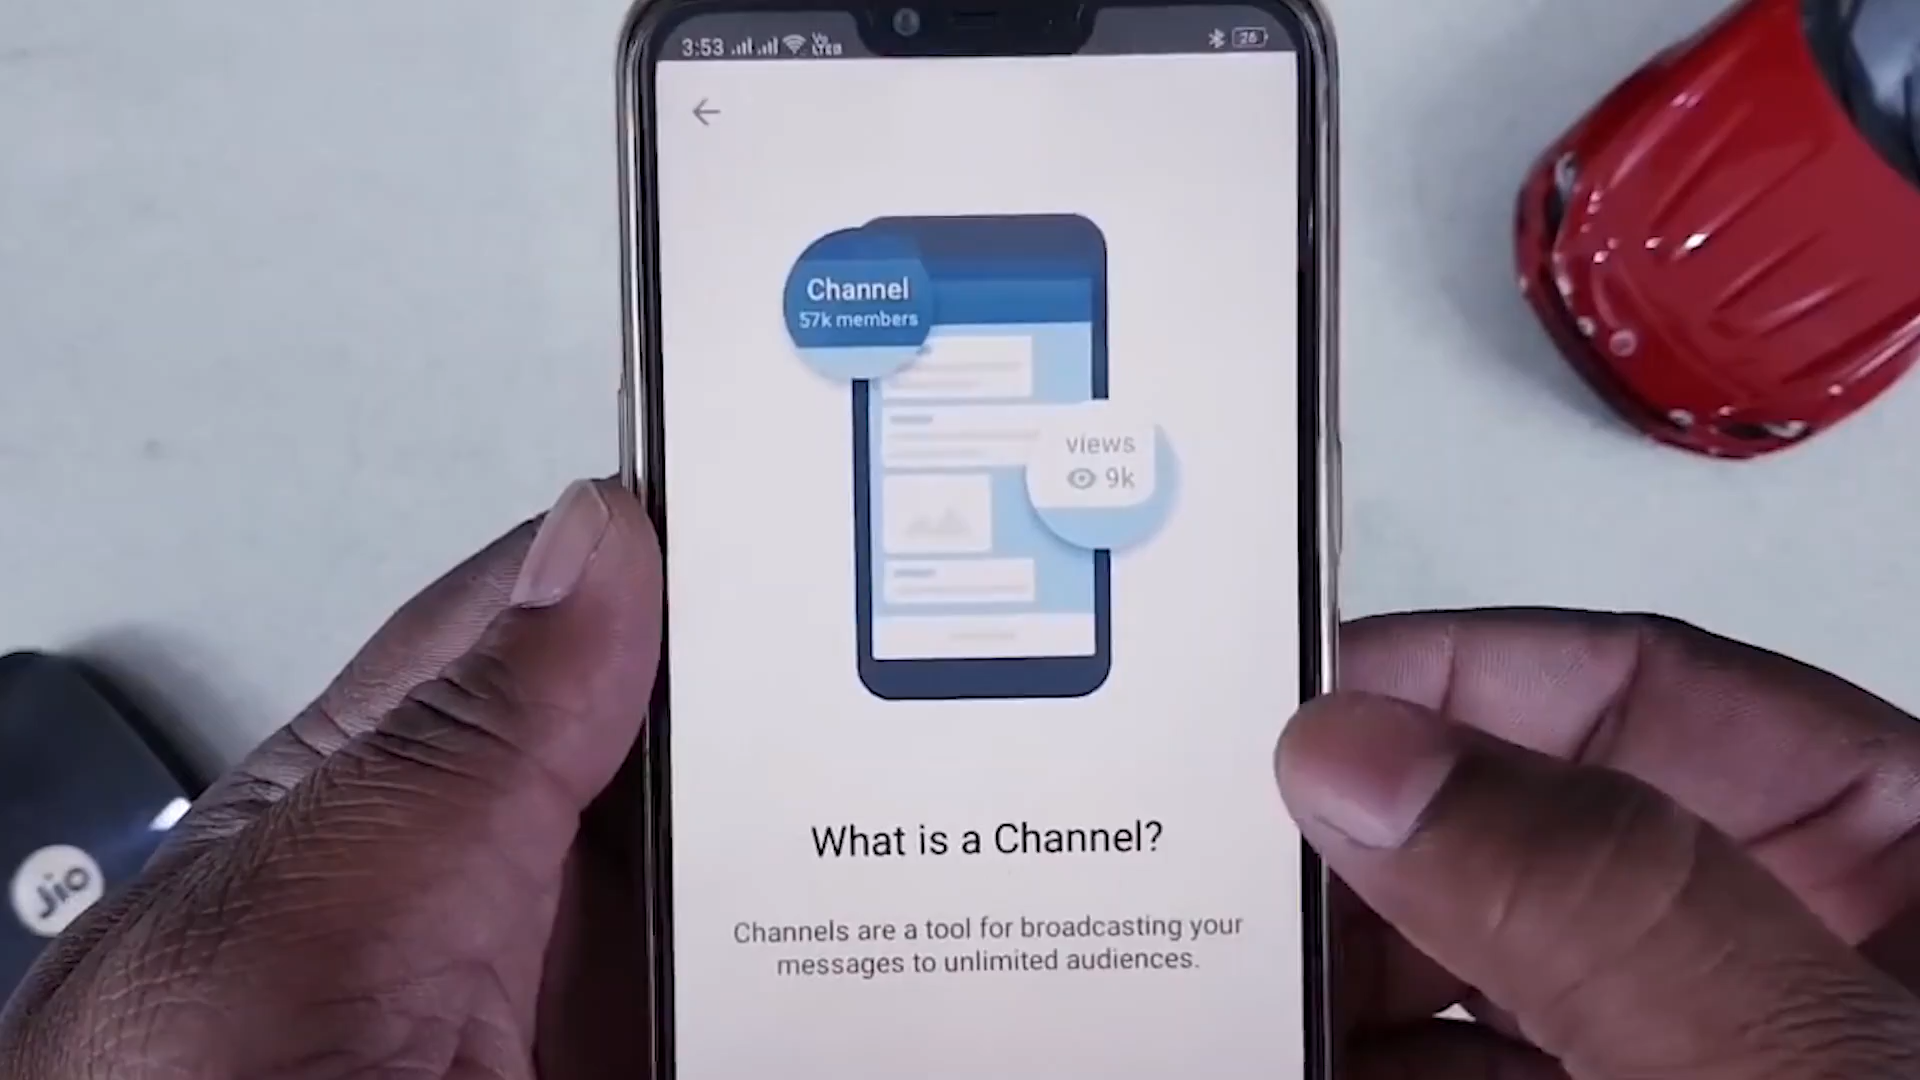 3:53
26
Channel
57k members
views
9k
What is a Channel?
Channels are a tool for broadcasting your
messages to unlimited audiences.
Jio